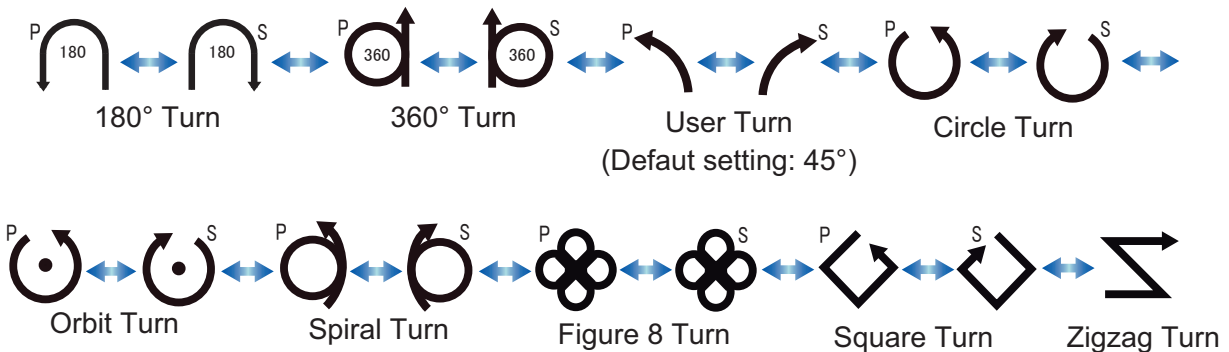 P 180 180 S P 360 360 S P S P S
180° Turn 360° Turn User Turn Circle Turn
(Defaut setting: 45°)
P S P S P S P S
Orbit Turn Spiral Turn Figure 8 Turn Square Turn Zigzag Turn